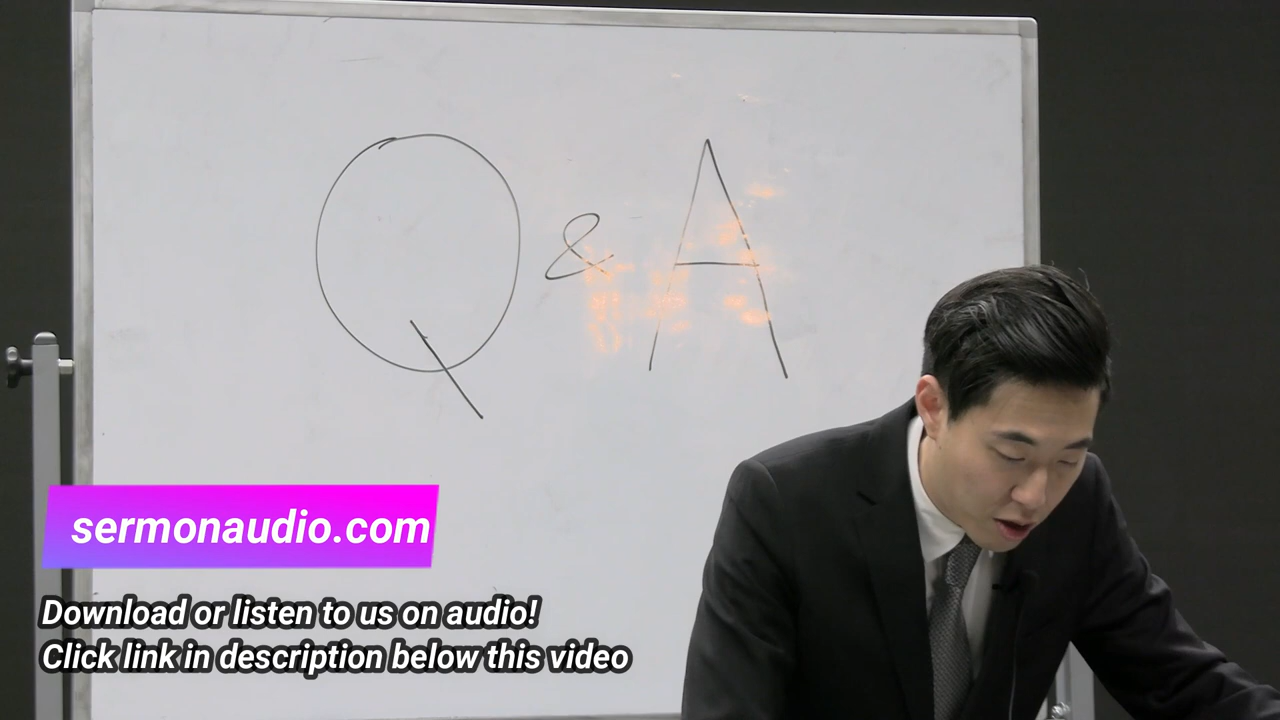 Q & A
sermonaudio.com
Download or listen to us on audio!
Click link in description below this video